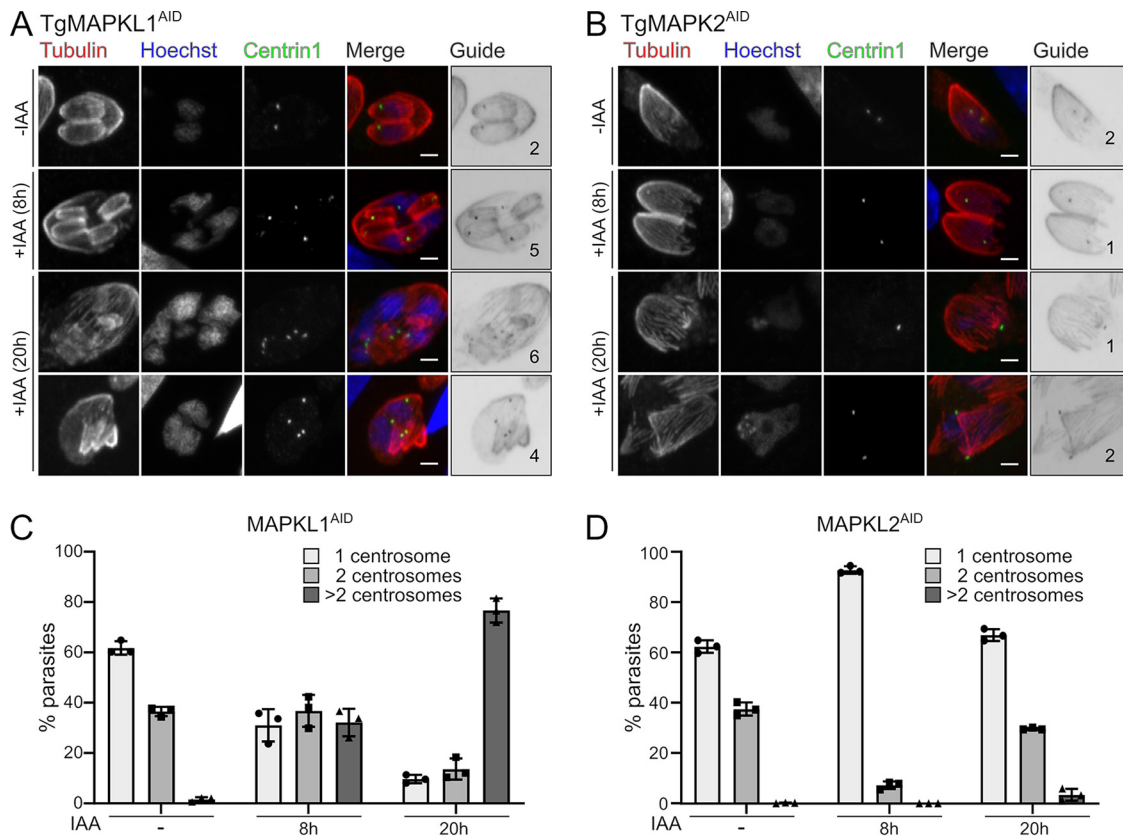 A TgMAPKL1AID
Tubulin Hoechst Centrin1 Merge Guide
-IAA
2
+IAA (8h)
5
+IAA (20h)
6
4
B TgMAPK2AID
Tubulin Hoechst Centrin1 Merge Guide
-IAA
2
+IAA (8h)
1
+IAA (20h)
1
2
C MAPKL1AID
1 centrosome
2 centrosomes
>2 centrosomes
% parasites
100
80
60
40
20
0
IAA - 8h 20h
D MAPKL2AID
1 centrosome
2 centrosomes
>2 centrosomes
% parasites
100
80
60
40
20
0
IAA - 8h 20h